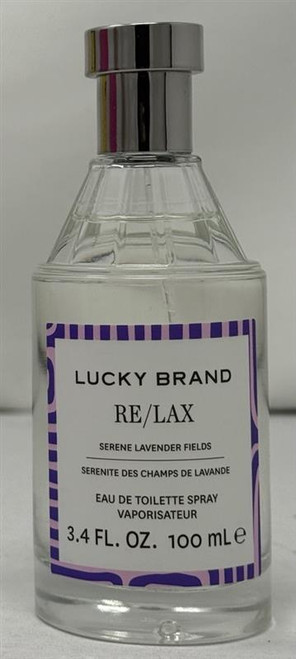 LUCKY BRAND
RE/LAX
SERENE LAVENDER FIELDS
SERENITE DES CHAMPS DE LAVANDE
EAU DE TOILETTE SPRAY
VAPORISATEUR
3.4 FL. OZ. 100 mL ℮